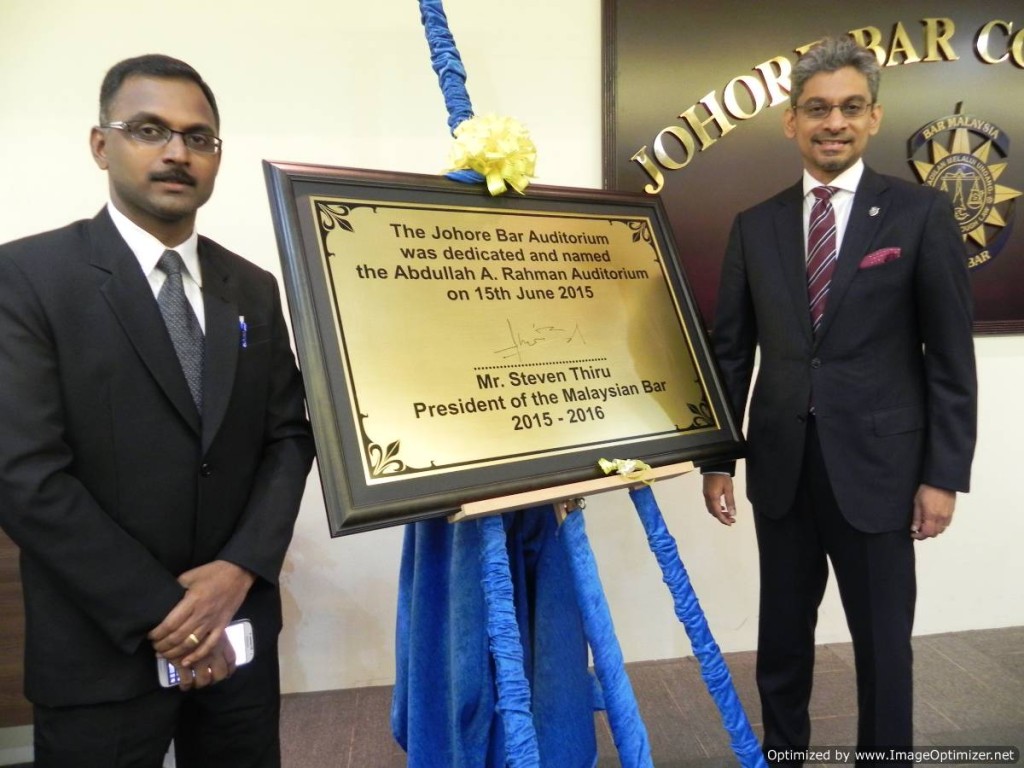 JOHORE BAR CO
BAR MALAYSIA
BAR
The Johore Bar Auditorium
was dedicated and named
the Abdullah A. Rahman Auditorium
on 15th June 2015
Mr. Steven Thiru
President of the Malaysian Bar
2015 - 2016
Optimized by www.ImageOptimizer.net